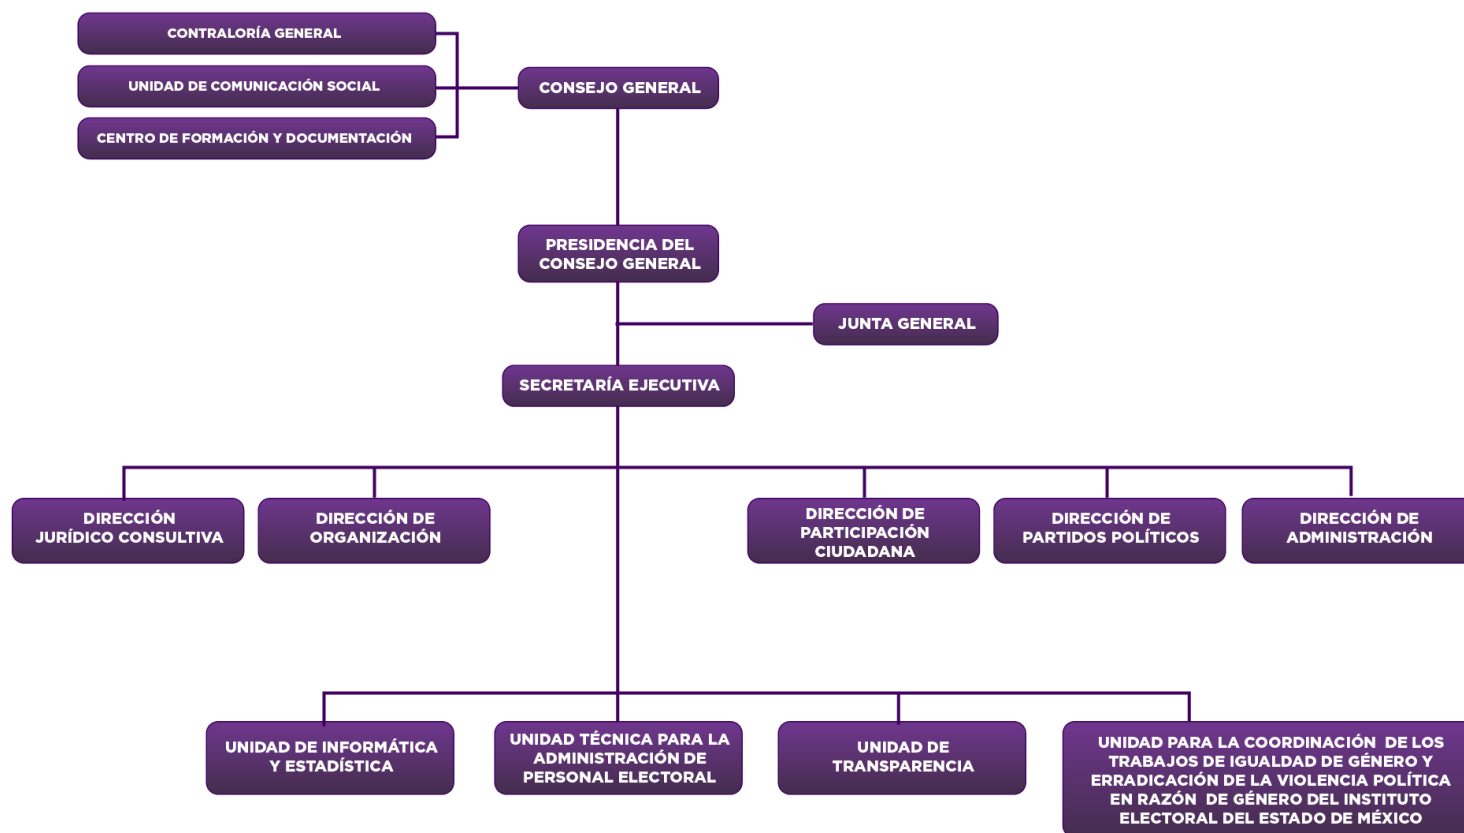 CONTRALORÍA GENERAL
UNIDAD DE COMUNICACIÓN SOCIAL
CENTRO DE FORMACIÓN Y DOCUMENTACIÓN
CONSEJO GENERAL
PRESIDENCIA DEL
CONSEJO GENERAL
JUNTA GENERAL
SECRETARÍA EJECUTIVA
DIRECCIÓN
JURÍDICO CONSULTIVA
DIRECCIÓN DE
ORGANIZACIÓN
DIRECCIÓN DE
PARTICIPACIÓN
CIUDADANA
DIRECCIÓN DE
PARTIDOS POLÍTICOS
DIRECCIÓN DE
ADMINISTRACIÓN
UNIDAD DE INFORMÁTICA
Y ESTADÍSTICA
UNIDAD TÉCNICA PARA LA
ADMINISTRACIÓN DE
PERSONAL ELECTORAL
UNIDAD DE
TRANSPARENCIA
UNIDAD PARA LA COORDINACIÓN DE LOS
TRABAJOS DE IGUALDAD DE GÉNERO Y
ERRADICACIÓN DE LA VIOLENCIA POLÍTICA
EN RAZÓN DE GÉNERO DEL INSTITUTO
ELECTORAL DEL ESTADO DE MÉXICO